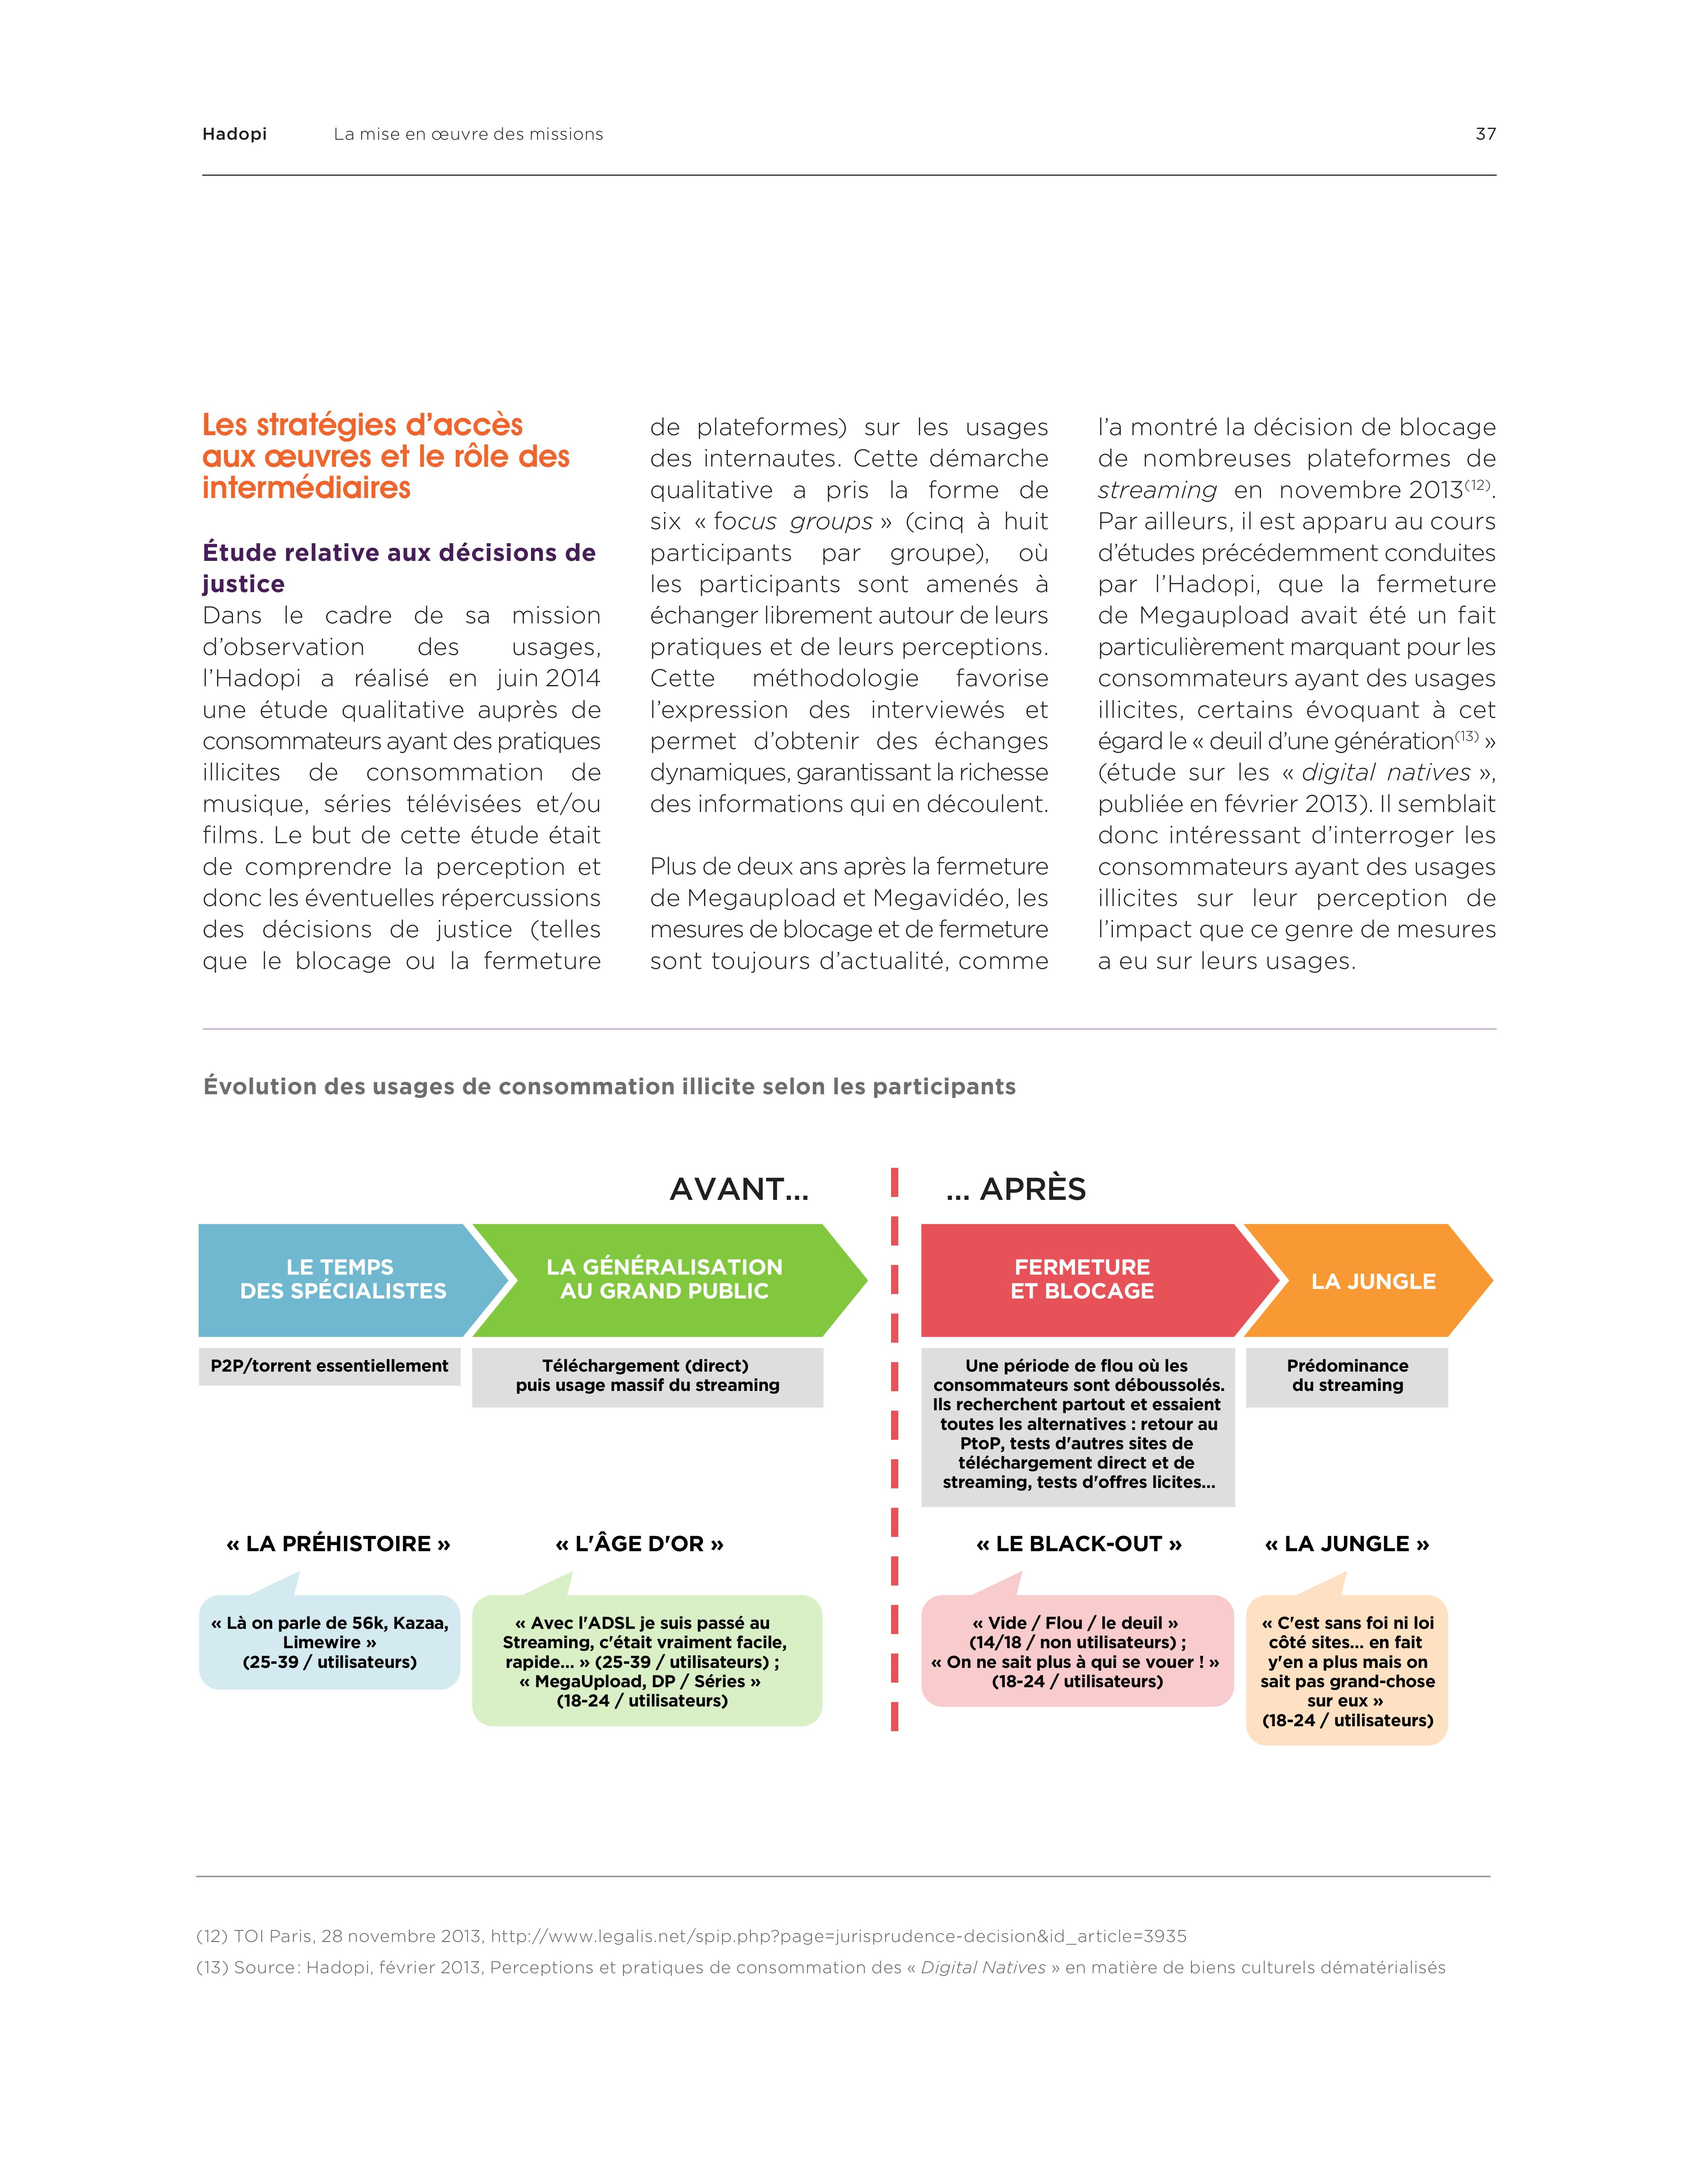 Hadopi La mise en œuvre des missions 37
Les stratégies d'accès
aux œuvres et le rôle des
intermédiaires
Étude relative aux décisions de
justice
Dans le cadre de sa mission
d'observation des usages,
l'Hadopi a réalisé en juin 2014
une étude qualitative auprès de
consommateurs ayant des pratiques
illicites de consommation de
musique, séries télévisées et/ou
films. Le but de cette étude était
de comprendre la perception et
donc les éventuelles répercussions
des décisions de justice (telles
que le blocage ou la fermeture
de plateformes) sur les usages
des internautes. Cette démarche
qualitative a pris la forme de
six « focus groups » (cinq à huit
participants par groupe), où
les participants sont amenés à
échanger librement autour de leurs
pratiques et de leurs perceptions.
Cette méthodologie favorise
l'expression des interviewés et
permet d'obtenir des échanges
dynamiques, garantissant la richesse
des informations qui en découlent.
Plus de deux ans après la fermeture
de Megaupload et Megavidéo, les
mesures de blocage et de fermeture
sont toujours d'actualité, comme
l'a montré la décision de blocage
de nombreuses plateformes de
streaming en novembre 2013(12).
Par ailleurs, il est apparu au cours
d'études précédemment conduites
par l'Hadopi, que la fermeture
de Megaupload avait été un fait
particulièrement marquant pour les
consommateurs ayant des usages
illicites, certains évoquant à cet
égard le « deuil d'une génération(13) »
(étude sur les « digital natives »,
publiée en février 2013). Il semblait
donc intéressant d'interroger les
consommateurs ayant des usages
illicites sur leur perception de
l'impact que ce genre de mesures
a eu sur leurs usages.
Évolution des usages de consommation illicite selon les participants
AVANT...
... APRÈS
LE TEMPS
DES SPÉCIALISTES
LA GÉNÉRALISATION
AU GRAND PUBLIC
FERMETURE
ET BLOCAGE
LA JUNGLE
P2P/torrent essentiellement
Téléchargement (direct)
puis usage massif du streaming
Une période de flou où les
consommateurs sont déboussolés.
Ils recherchent partout et essaient
toutes les alternatives : retour au
PtoP, tests d'autres sites de
téléchargement direct et de
streaming, tests d'offres licites...
Prédominance
du streaming
« LA PRÉHISTOIRE »
« L'ÂGE D'OR »
« LE BLACK-OUT »
« LA JUNGLE »
« Là on parle de 56k, Kazaa,
Limewire »
(25-39 / utilisateurs)
« Avec l'ADSL je suis passé au
Streaming, c'était vraiment facile,
rapide... » (25-39 / utilisateurs) ;
« MegaUpload, DP / Séries »
(18-24 / utilisateurs)
« Vide / Flou / le deuil »
(14/18 / non utilisateurs) ;
« On ne sait plus à qui se vouer ! »
(18-24 / utilisateurs)
« C'est sans foi ni loi
côté sites... en fait
y'en a plus mais on
sait pas grand-chose
sur eux »
(18-24 / utilisateurs)
(12) TOI Paris, 28 novembre 2013, http://www.legalis.net/spip.php?page=jurisprudence-decision&id_article=3935
(13) Source : Hadopi, février 2013, Perceptions et pratiques de consommation des « Digital Natives » en matière de biens culturels dématérialisés